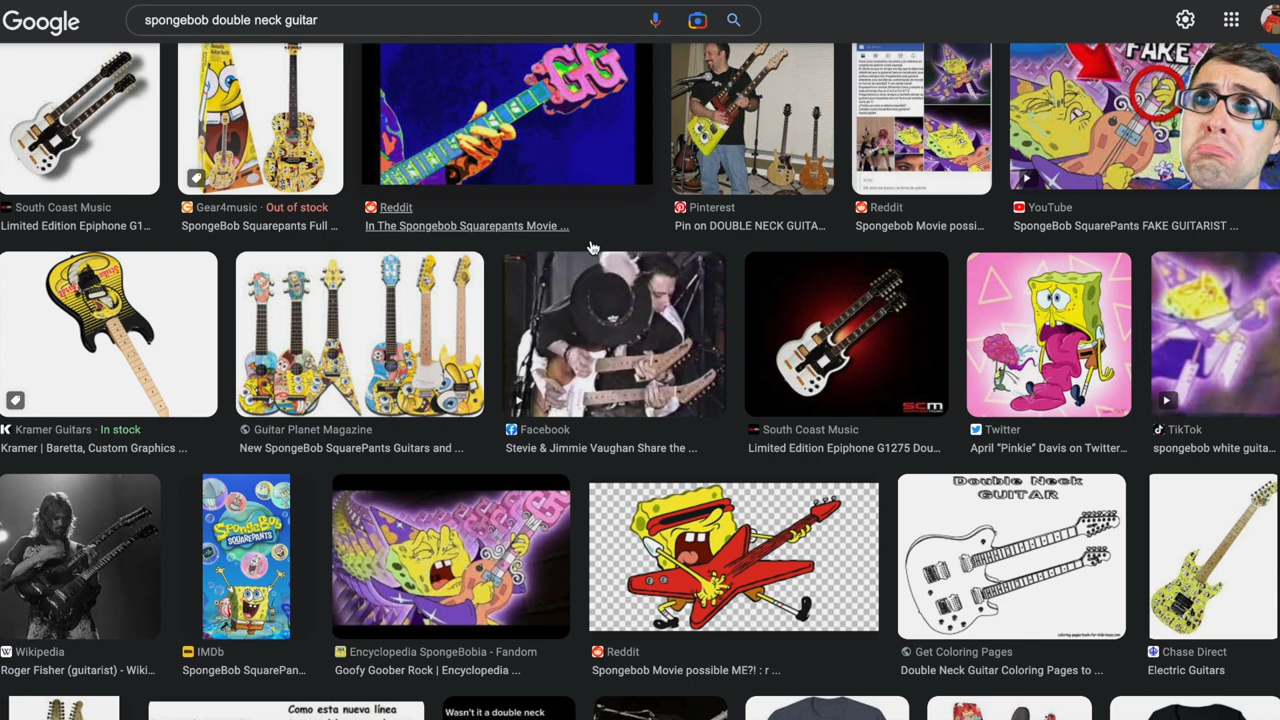 Google
spongebob double neck guitar
GG
FAKE
South Coast Music
Limited Edition Epiphone G1...
Gear4music · Out of stock
SpongeBob Squarepants Full ...
Reddit
In The Spongebob Squarepants Movie ...
Pinterest
Pin on DOUBLE NECK GUITA...
Reddit
Spongebob Movie possi...
YouTube
SpongeBob SquarePants FAKE GUITARIST ...
Kramer Guitars · In stock
Kramer | Baretta, Custom Graphics ...
Guitar Planet Magazine
New SpongeBob SquarePants Guitars and ...
Facebook
Stevie & Jimmie Vaughan Share the ...
SCM
South Coast Music
Limited Edition Epiphone G1275 Dou...
Twitter
April “Pinkie” Davis on Twitter...
TikTok
spongebob white guita...
SpongeBob
SQUAREPANTS
Double Neck
GUITAR
Wikipedia
Roger Fisher (guitarist) - Wiki...
IMDb
SpongeBob SquarePan...
Encyclopedia SpongeBobia - Fandom
Goofy Goober Rock | Encyclopedia ...
Reddit
Spongebob Movie possible ME?! : r ...
Get Coloring Pages
Double Neck Guitar Coloring Pages to ...
Chase Direct
Electric Guitars
Como esta nueva línea
Wasn't it a double neck